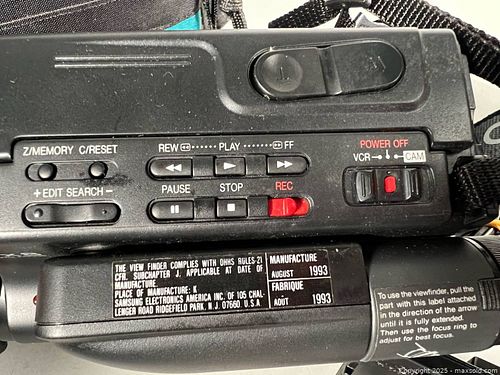 T W
Z/MEMORY C/RESET
REW PLAY FF
POWER OFF
VCR CAM
+EDIT SEARCH-
PAUSE STOP REC
THE VIEW FINDER COMPLIES WITH DHHS RULES-21
CFR. SUBCHAPTER J. APPLICABLE AT DATE OF
MANUFACTURE.
PLACE OF MANUFACTURE: K
SAMSUNG ELECTRONICS AMERICA INC. OF 105 CHAL-
LENGER ROAD RIDGEFIELD PARK. N.J 07660. U.S.A
MANUFACTURE
AUGUST 1993
FABRIQUE
AOÛT 1993
To use the viewfinder, pull the
part with this label attached
in the direction of the arrow
until it is fully extended.
Then use the focus ring to
adjust for best focus.
Copyright 2025 - maxsold.com